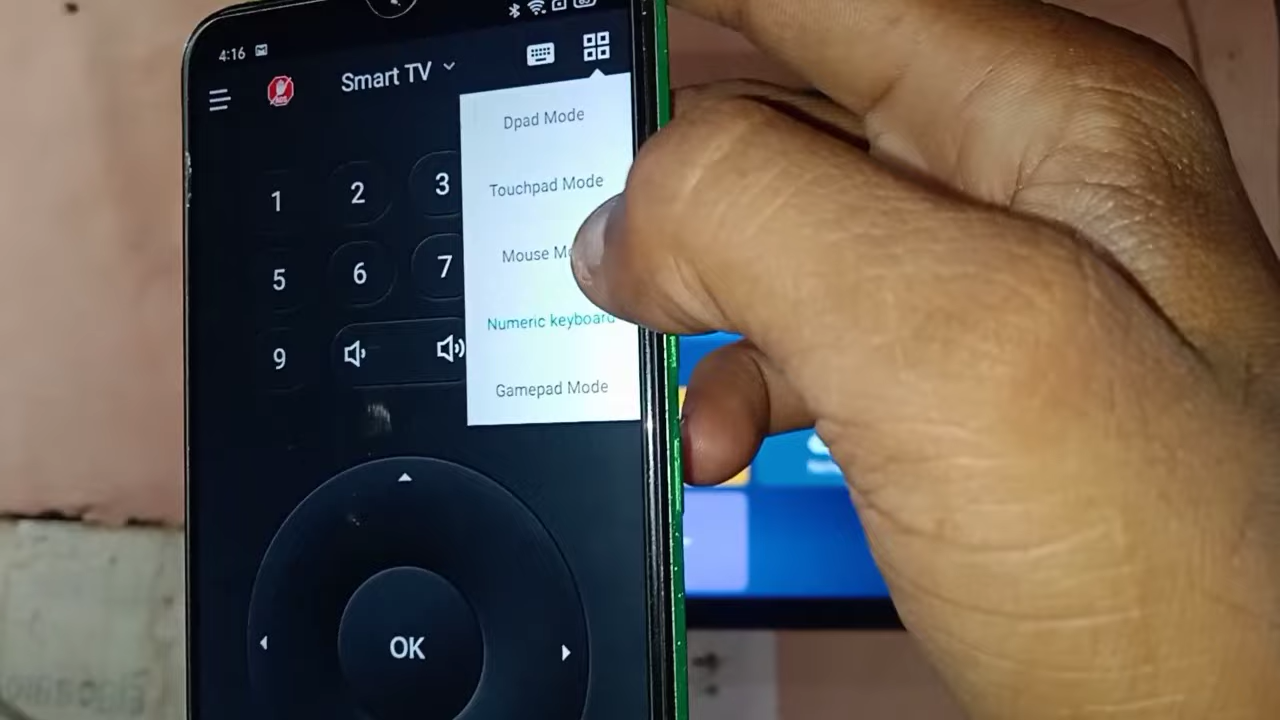 4:16
Smart TV
Dpad Mode
Touchpad Mode
Mouse
Numeric keyboard
Gamepad Mode
1 2 3
5 6 7
9
OK